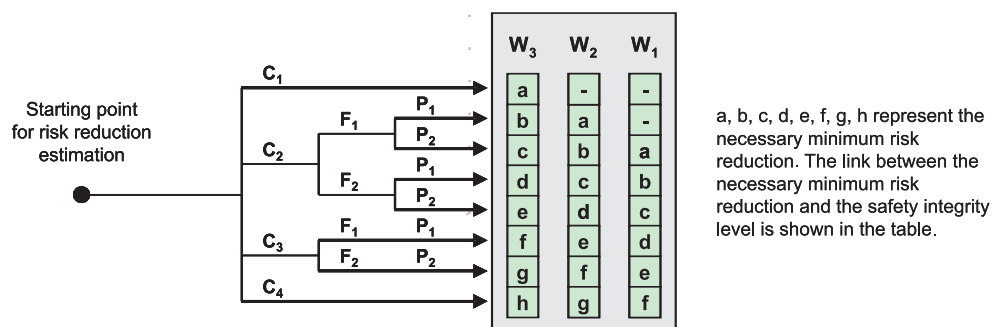 W3 W2 W1
C1
a - -
Starting point
for risk reduction
estimation
F1 P1
b a -
C2
P2
c b a
F2 P1
d c b
P2
e d c
C3
F1 P1
f e d
F2 P2
g f e
C4
h g f
a, b, c, d, e, f, g, h represent the
necessary minimum risk
reduction. The link between the
necessary minimum risk
reduction and the safety integrity
level is shown in the table.